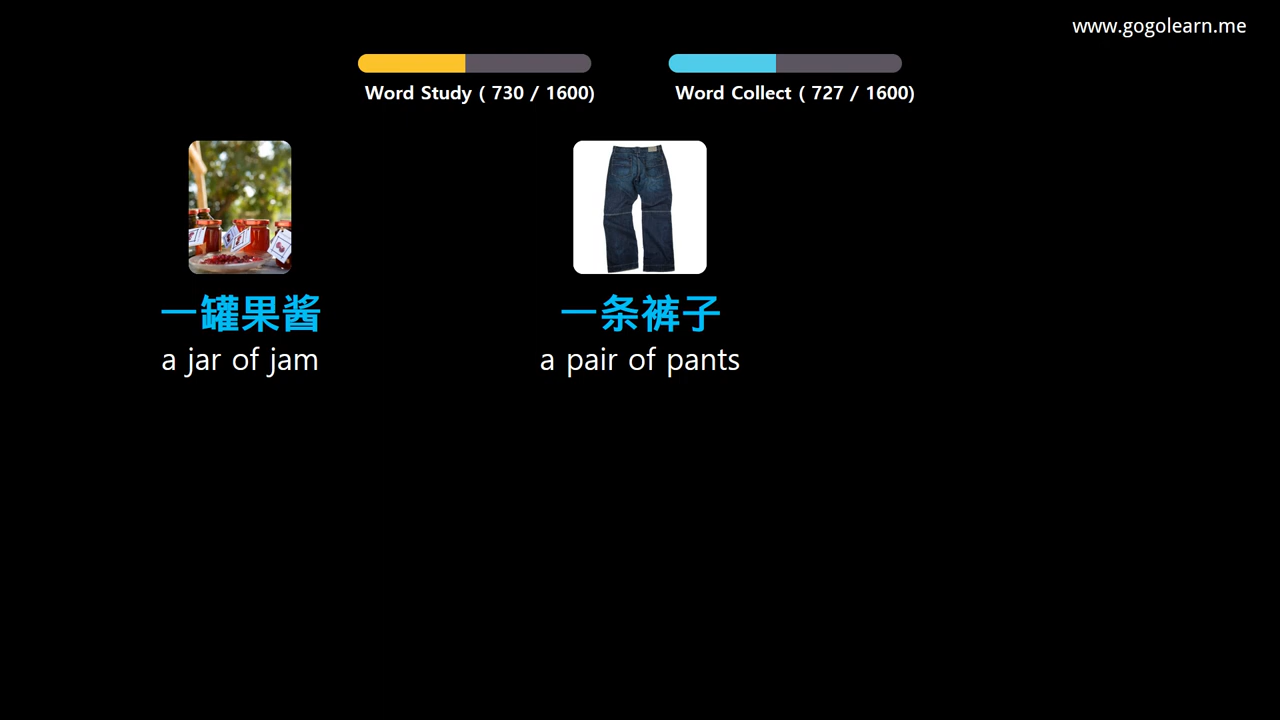 www.gogolearn.me
Word Study ( 730 / 1600)
Word Collect ( 727 / 1600)
一罐果酱
a jar of jam
一条裤子
a pair of pants